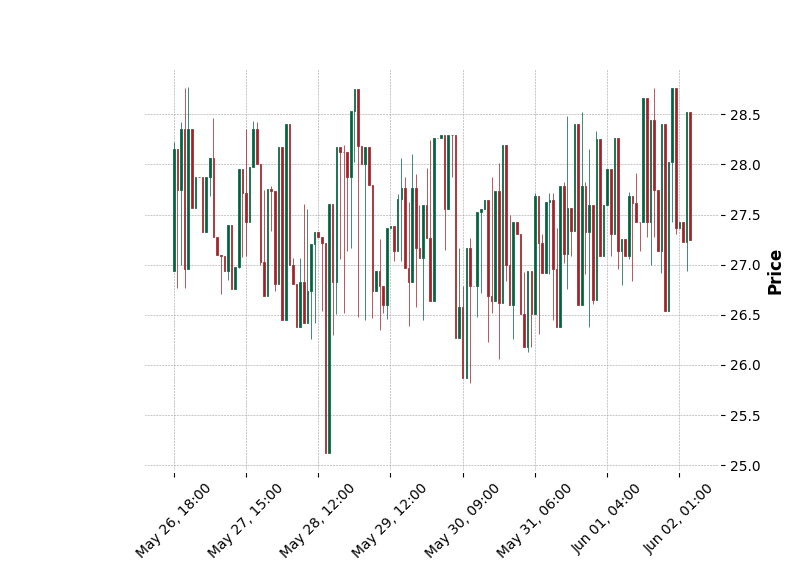 28.5
28.0
27.5
27.0
26.5
26.0
25.5
25.0
Price
May 26, 18:00
May 27, 15:00
May 28, 12:00
May 29, 12:00
May 30, 09:00
May 31, 06:00
Jun 01, 04:00
Jun 02, 01:00